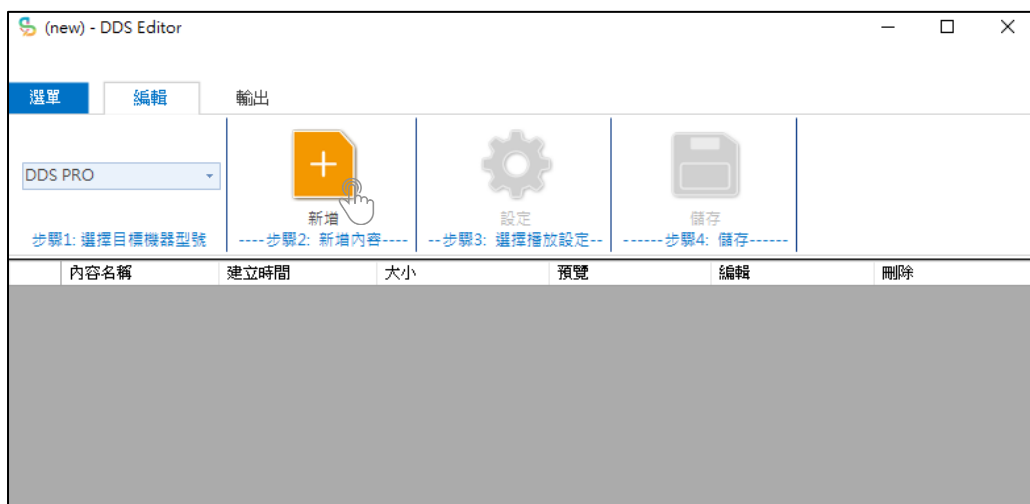 (new) - DDS Editor
選單 編輯 輸出
DDS PRO
新增 設定 儲存
步驟1: 選擇目標機器型號 ----步驟2: 新增內容---- --步驟3: 選擇播放設定-- ------步驟4: 儲存------
內容名稱 建立時間 大小 預覽 編輯 刪除